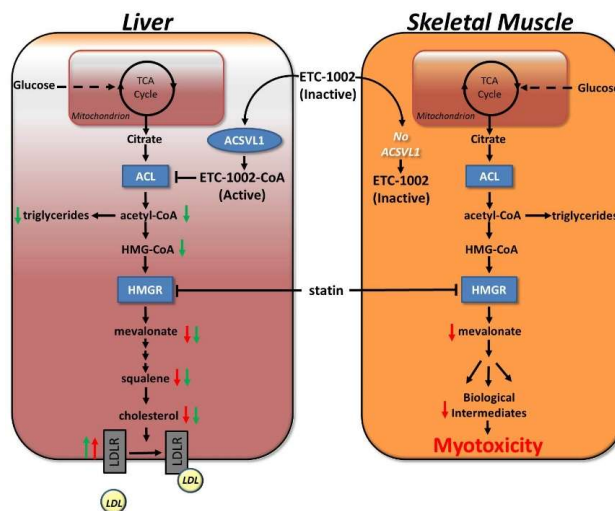 Liver
Skeletal Muscle
Glucose
TCA
Cycle
Mitochondrion
Citrate
ACL
acetyl-CoA
triglycerides
HMG-CoA
HMGR
mevalonate
squalene
cholesterol
LDLR
LDLR
LDL
LDL
ETC-1002
(Inactive)
ACSVL1
ETC-1002-CoA
(Active)
No
ACSVL1
ETC-1002
(Inactive)
statin
TCA
Cycle
Glucose
Mitochondrion
Citrate
ACL
acetyl-CoA
triglycerides
HMG-CoA
HMGR
mevalonate
Biological
Intermediates
Myotoxicity